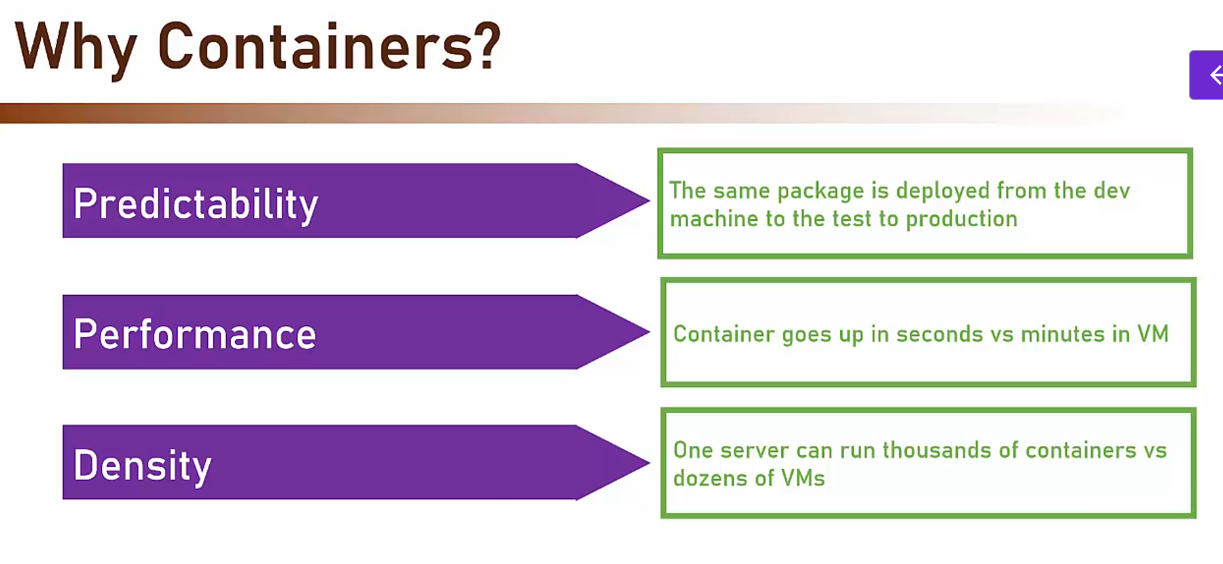 Why Containers?
Predictability
The same package is deployed from the dev
machine to the test to production
Performance
Container goes up in seconds vs minutes in VM
Density
One server can run thousands of containers vs
dozens of VMs